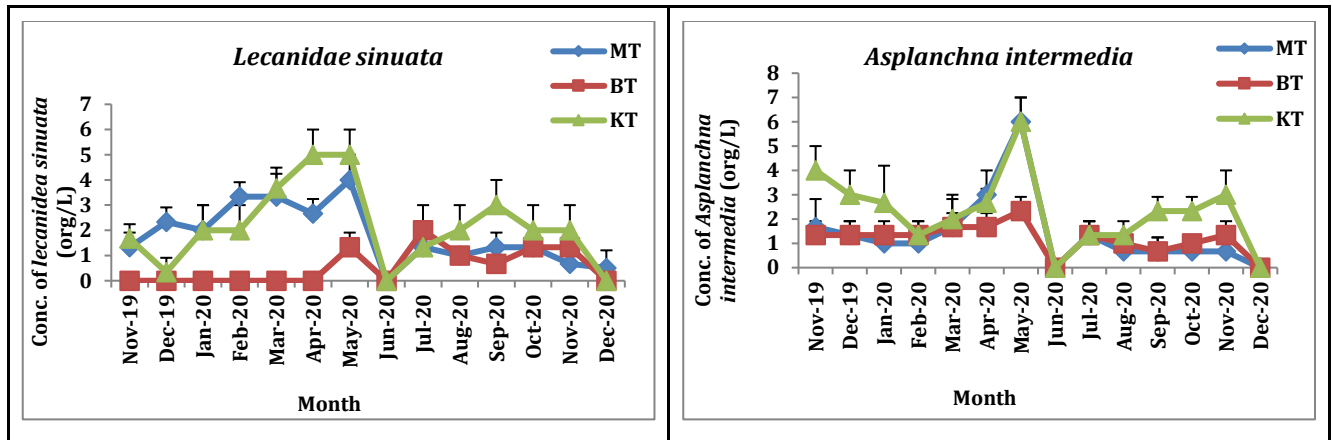 Lecanidae sinuata
MT
BT
KT
Conc. of lecanidea sinuata
(org/L)
7
6
5
4
3
2
1
0
Nov-19
Dec-19
Jan-20
Feb-20
Mar-20
Apr-20
May-20
Jun-20
Jul-20
Aug-20
Sep-20
Oct-20
Nov-20
Dec-20
Month
Asplanchna intermedia
MT
BT
KT
Conc. of Asplanchna
intermedia (org/L)
8
7
6
5
4
3
2
1
0
Nov-19
Dec-19
Jan-20
Feb-20
Mar-20
Apr-20
May-20
Jun-20
Jul-20
Aug-20
Sep-20
Oct-20
Nov-20
Dec-20
Month